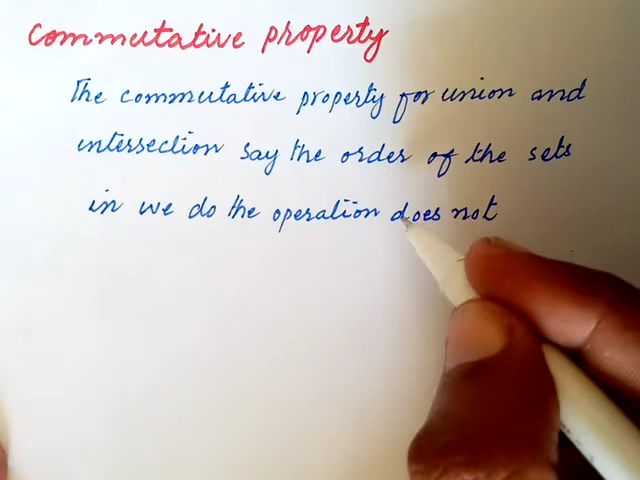 Commutative property
The commutative property for union and
interssection say the order of the sets
in we do the operation does not